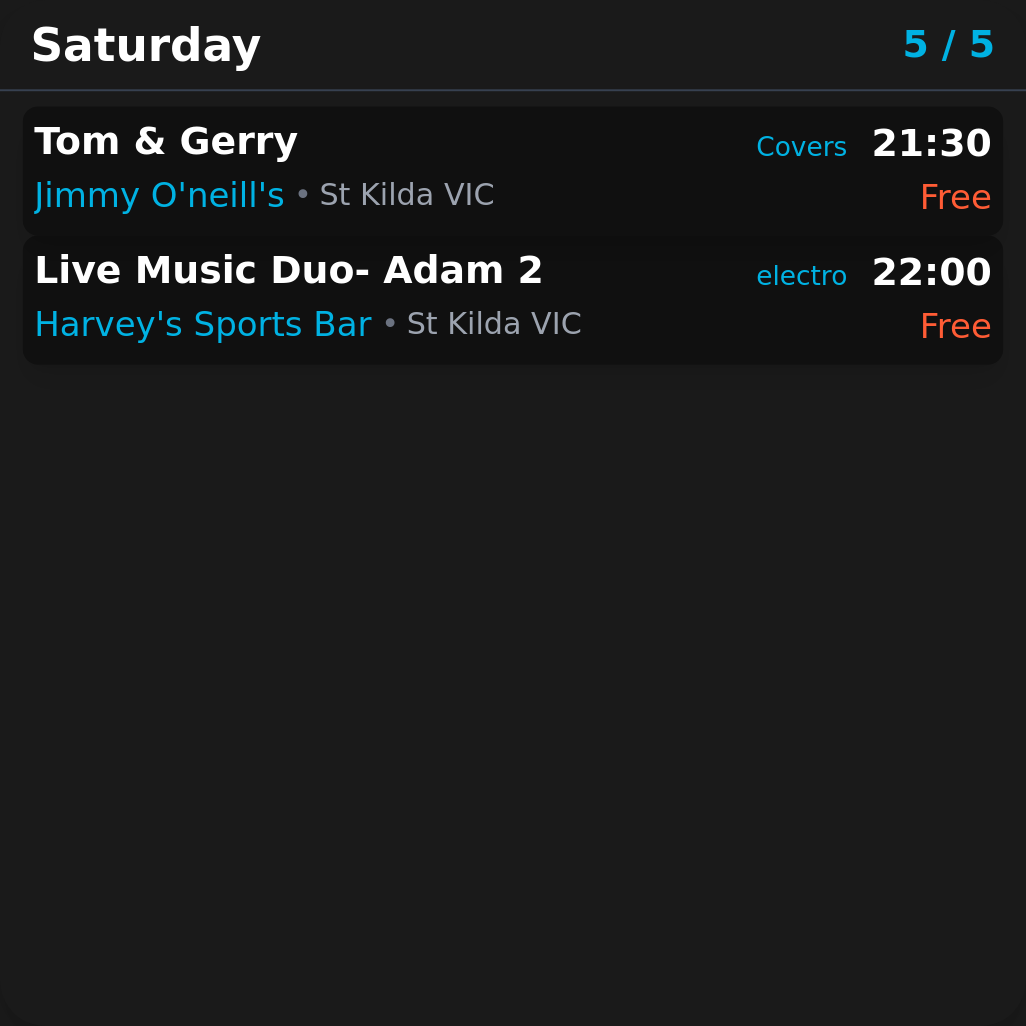 Saturday 5 / 5
Tom & Gerry Covers 21:30
Jimmy O'neill's • St Kilda VIC Free
Live Music Duo- Adam 2 electro 22:00
Harvey's Sports Bar • St Kilda VIC Free